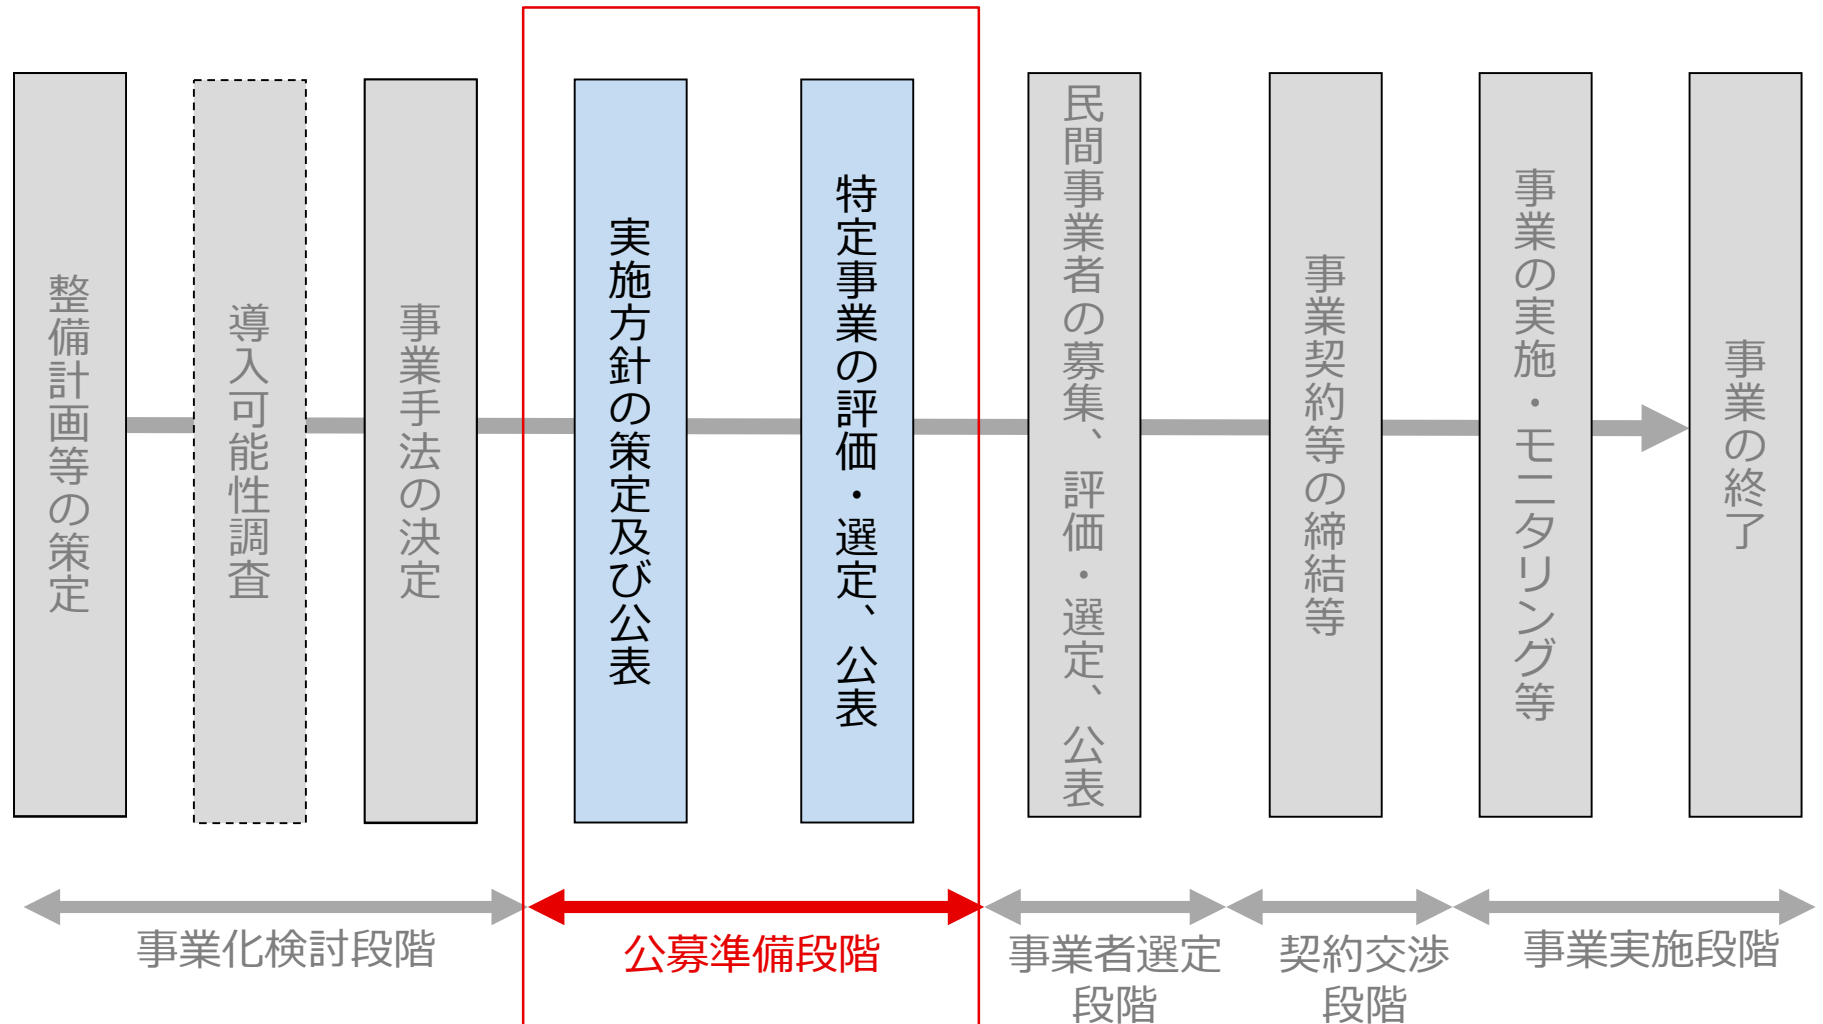 整備計画等の策定
導入可能性調査
事業手法の決定
実施方針の策定及び公表
特定事業の評価・選定、公表
民間事業者の募集、評価・選定、公表
事業契約等の締結等
事業の実施・モニタリング等
事業の終了
事業化検討段階
公募準備段階
事業者選定
段階
契約交渉
段階
事業実施段階